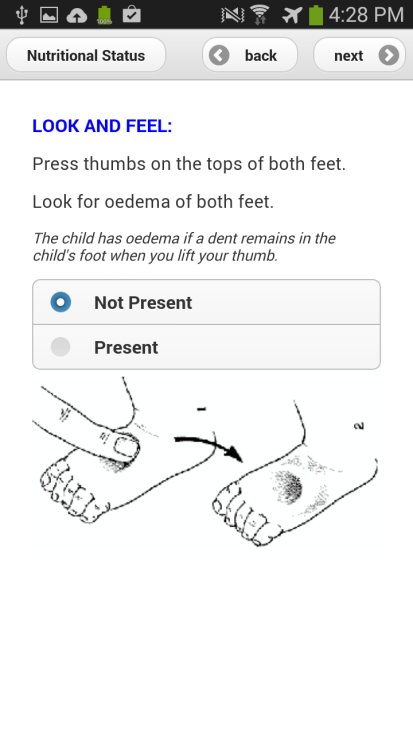 100%
4:28 PM
Nutritional Status
back
next
LOOK AND FEEL:
Press thumbs on the tops of both feet.
Look for oedema of both feet.
The child has oedema if a dent remains in the
child's foot when you lift your thumb.
Not Present
Present
1
2